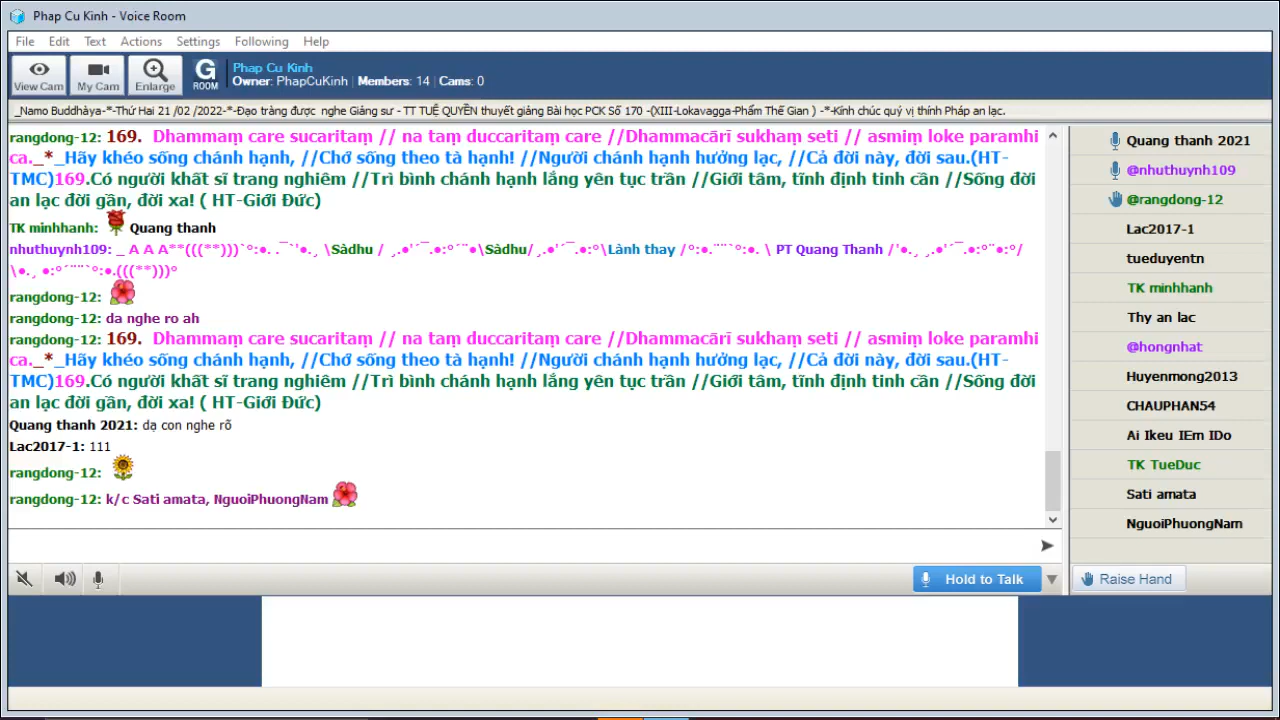 Phap Cu Kinh - Voice Room
File Edit Text Actions Settings Following Help
View Cam My Cam Enlarge G ROOM
Phap Cu Kinh
Owner: PhapCuKinh | Members: 14 | Cams: 0
_Namo Buddhàya-*-Thứ Hai 21 /02 /2022-*-Đạo tràng được nghe Giảng sư - TT TUỆ QUYỀN thuyết giảng Bài học PCK Số 170 -(XIII-Lokavagga-Phẩm Thế Gian ) -*-Kính chúc quý vị thính Pháp an lạc.
rangdong-12: 169. Dhammaṃ care sucaritaṃ // na taṃ duccaritaṃ care //Dhammacārī sukhaṃ seti // asmiṃ loke paramhi
ca._*_Hãy khéo sống chánh hạnh, //Chớ sống theo tà hạnh! //Người chánh hạnh hưởng lạc, //Cả đời này, đời sau.(HT-
TMC)169.Có người khất sĩ trang nghiêm //Trì bình chánh hạnh lắng yên tục trần //Giới tâm, tĩnh định tinh cần //Sống đời
an lạc đời gần, đời xa! ( HT-Giới Đức)
TK minhhanh: Quang thanh
nhuthuynh109: _ A A A**(((**)))`°:•. .¯`'•.¸ \Sàdhu / ¸.•'´¯.•:°´¨•\Sàdhu/¸.•'´¯.•:°\Lành thay /°:•.¨¨`°:•. \ PT Quang Thanh /'•.¸ ¸.•'´¯.•:°¨•:°/
\•.¸ •:°´¨¨`°:•.(((**)))°
rangdong-12:
rangdong-12: da nghe ro ah
rangdong-12: 169. Dhammaṃ care sucaritaṃ // na taṃ duccaritaṃ care //Dhammacārī sukhaṃ seti // asmiṃ loke paramhi
ca._*_Hãy khéo sống chánh hạnh, //Chớ sống theo tà hạnh! //Người chánh hạnh hưởng lạc, //Cả đời này, đời sau.(HT-
TMC)169.Có người khất sĩ trang nghiêm //Trì bình chánh hạnh lắng yên tục trần //Giới tâm, tĩnh định tinh cần //Sống đời
an lạc đời gần, đời xa! ( HT-Giới Đức)
Quang thanh 2021: dạ con nghe rõ
Lac2017-1: 111
rangdong-12:
rangdong-12: k/c Sati amata, NguoiPhuongNam
Quang thanh 2021
@nhuthuynh109
@rangdong-12
Lac2017-1
tueduyentn
TK minhhanh
Thy an lac
@hongnhat
Huyenmong2013
CHAUPHAN54
Ai Ikeu IEm IDo
TK TueDuc
Sati amata
NguoiPhuongNam
Hold to Talk
Raise Hand